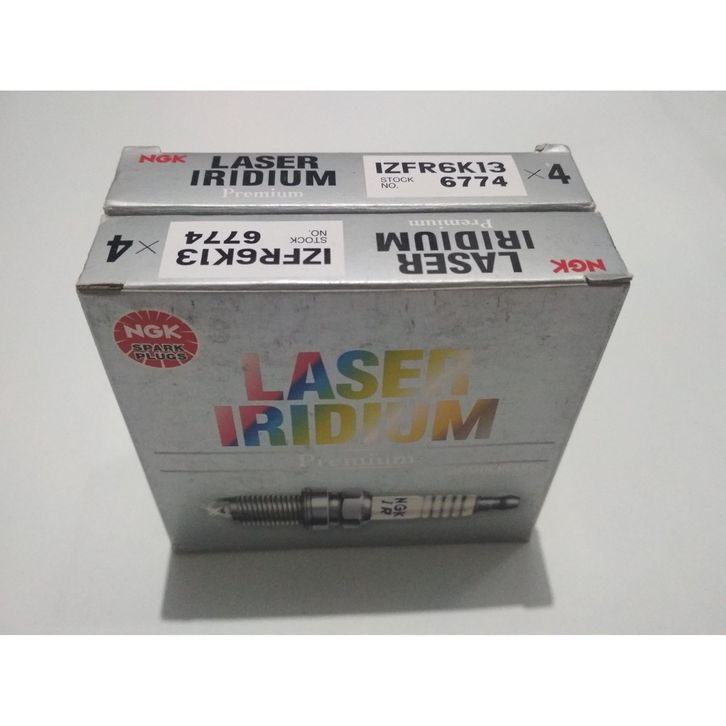 NGK
LASER
IRIDIUM
Premium
IZFR6K13
STOCK
NO.
6774
×4
NGK
LASER
IRIDIUM
Premium
IZFR6K13
STOCK
NO.
6774
×4
NGK
SPARK
PLUGS
LASER
IRIDIUM
Premium
NGK
IR